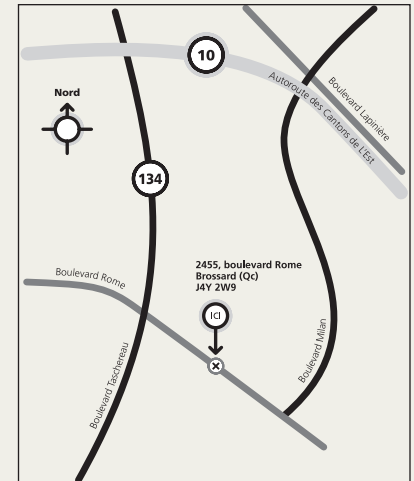 10
Nord
Autoroute des Cantons de L'Est
Boulevard Lapinière
134
2455, boulevard Rome
Brossard (Qc)
J4Y 2W9
Boulevard Rome
ICI
Boulevard Taschereau
Boulevard Milan